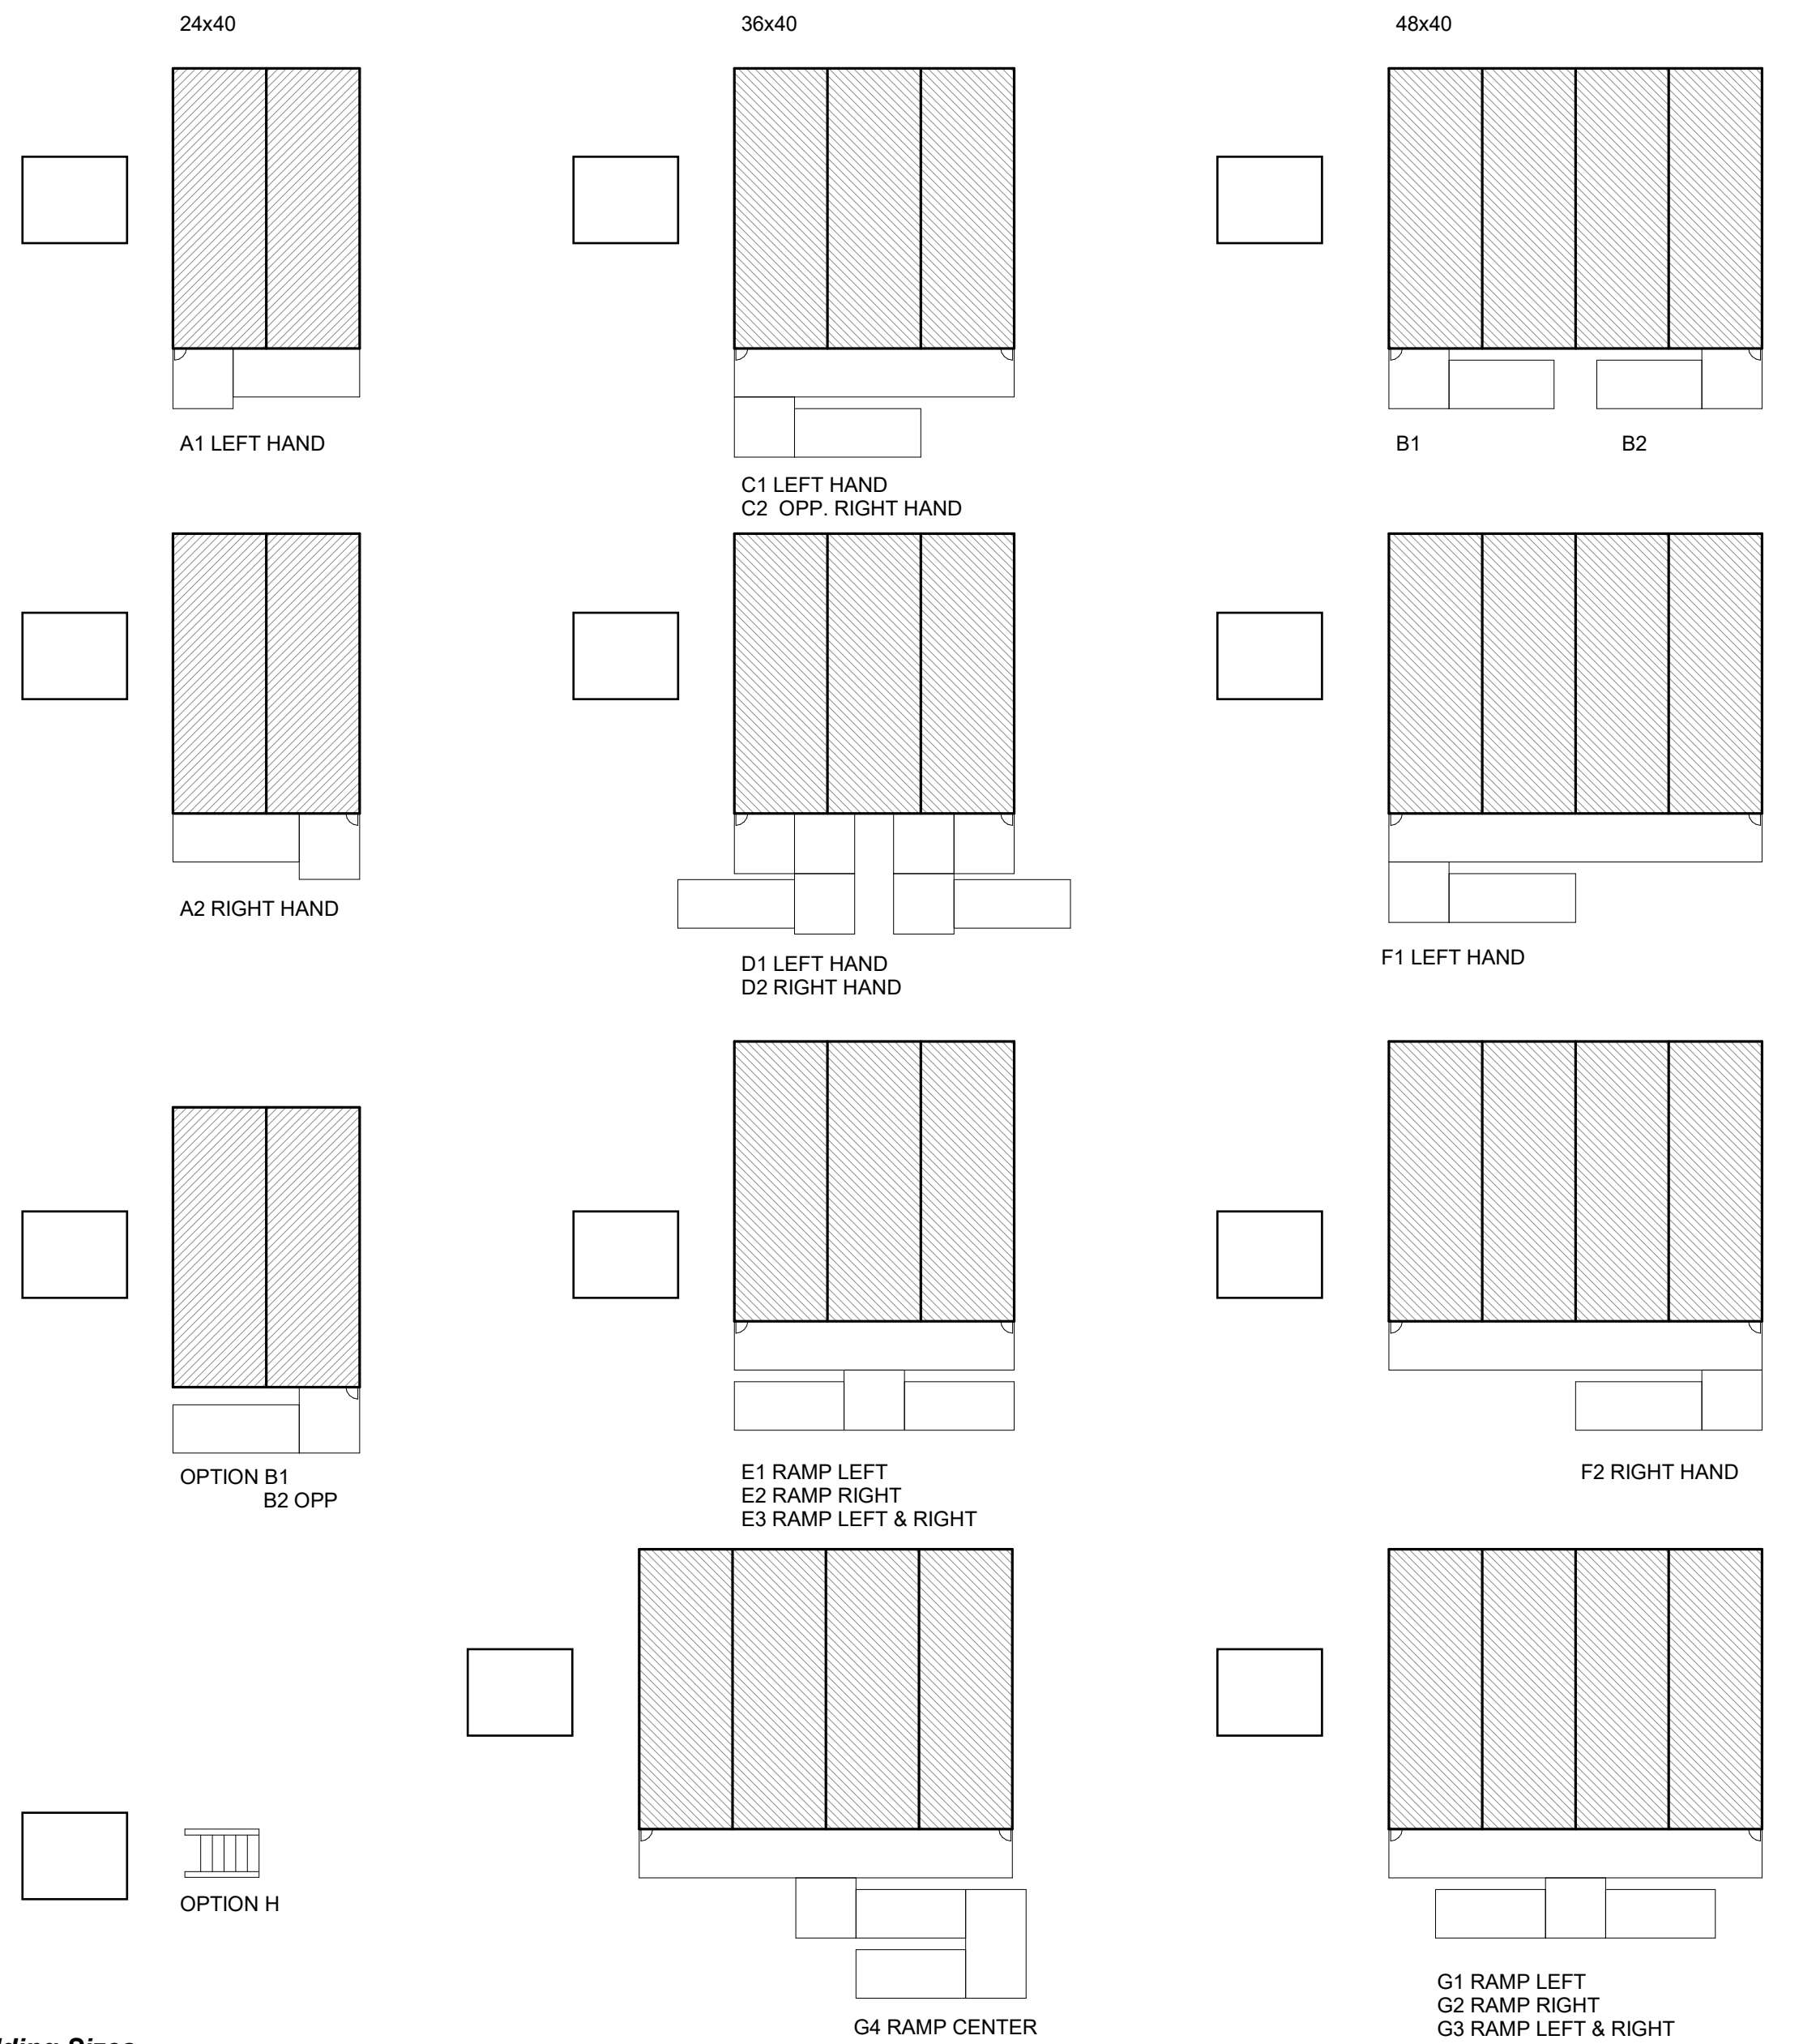 24x40
36x40
48x40
A1 LEFT HAND
C1 LEFT HAND
C2 OPP. RIGHT HAND
B1
B2
A2 RIGHT HAND
D1 LEFT HAND
D2 RIGHT HAND
F1 LEFT HAND
OPTION B1
B2 OPP
E1 RAMP LEFT
E2 RAMP RIGHT
E3 RAMP LEFT & RIGHT
F2 RIGHT HAND
OPTION H
G4 RAMP CENTER
G1 RAMP LEFT
G2 RAMP RIGHT
G3 RAMP LEFT & RIGHT